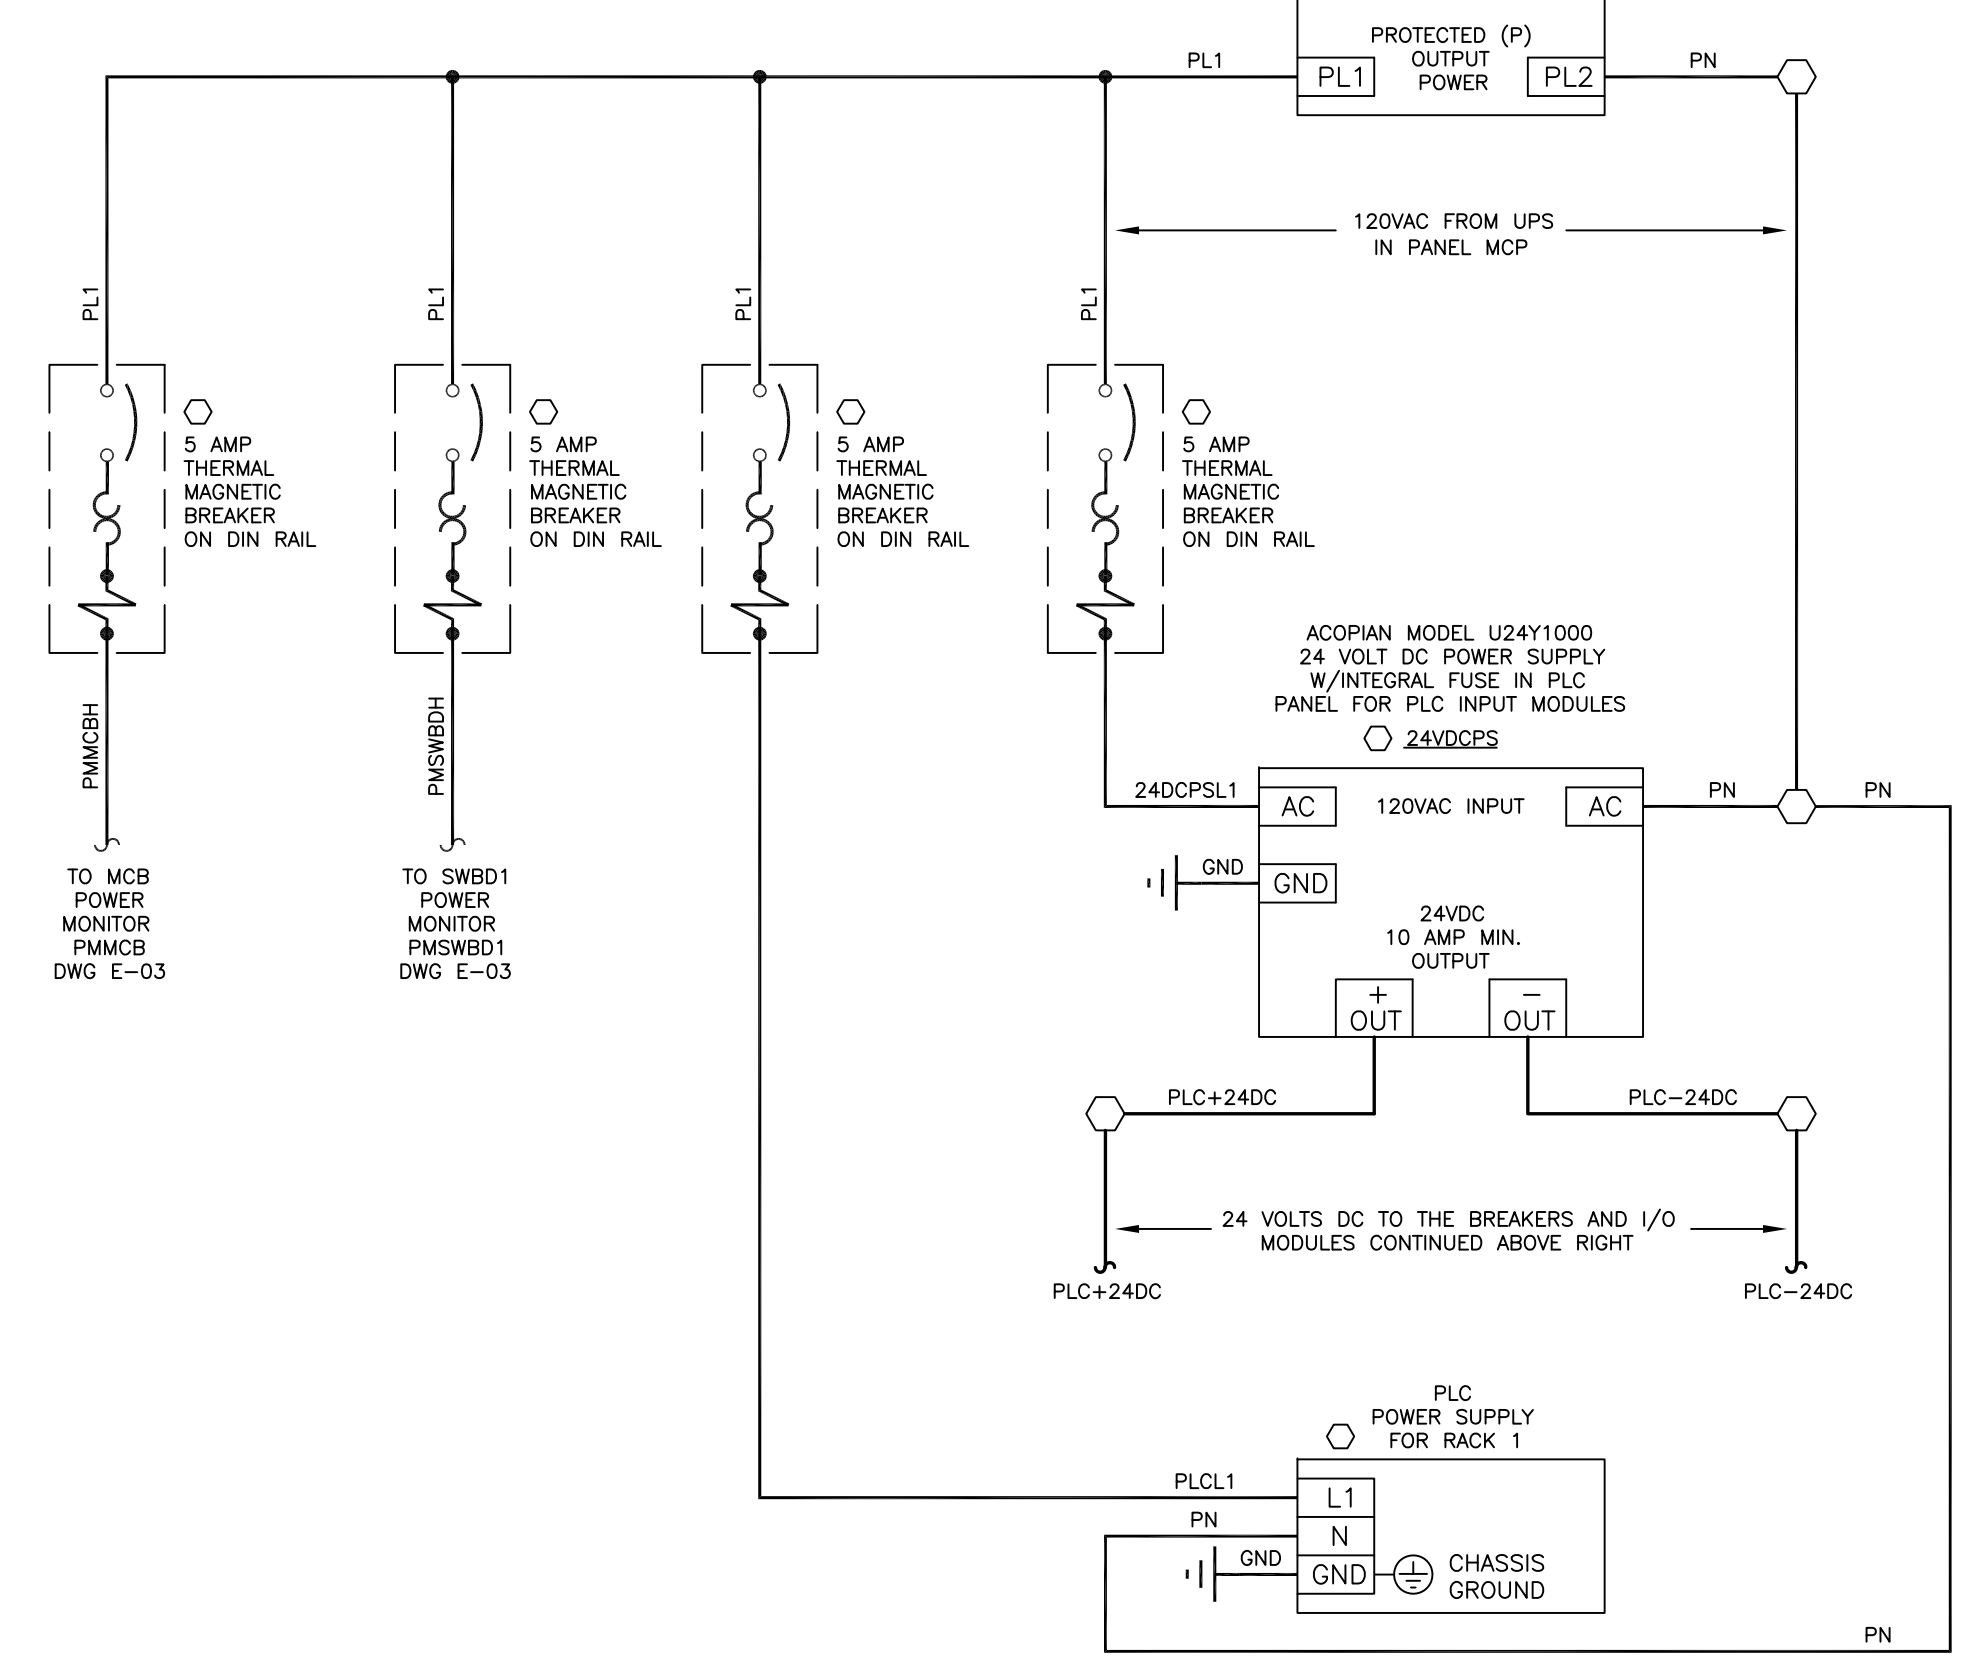 PROTECTED (P)
OUTPUT
POWER
PL1
PL1
PL2
PN
120VAC FROM UPS
IN PANEL MCP
PL1
PL1
PL1
PL1
5 AMP
THERMAL
MAGNETIC
BREAKER
ON DIN RAIL
5 AMP
THERMAL
MAGNETIC
BREAKER
ON DIN RAIL
5 AMP
THERMAL
MAGNETIC
BREAKER
ON DIN RAIL
5 AMP
THERMAL
MAGNETIC
BREAKER
ON DIN RAIL
PMMCBH
PMSWBDH
TO MCB
POWER
MONITOR
PMMCB
DWG E-03
TO SWBD1
POWER
MONITOR
PMSWBD1
DWG E-03
ACOPIAN MODEL U24Y1000
24 VOLT DC POWER SUPPLY
W/INTEGRAL FUSE IN PLC
PANEL FOR PLC INPUT MODULES
24VDCPS
24DCPSL1
AC
120VAC INPUT
AC
PN
PN
GND
GND
24VDC
10 AMP MIN.
OUTPUT
+
OUT
−
OUT
PLC+24DC
PLC−24DC
24 VOLTS DC TO THE BREAKERS AND I/O
MODULES CONTINUED ABOVE RIGHT
PLC+24DC
PLC−24DC
PLC
POWER SUPPLY
FOR RACK 1
PLCL1
L1
PN
N
GND
GND
CHASSIS
GROUND
PN